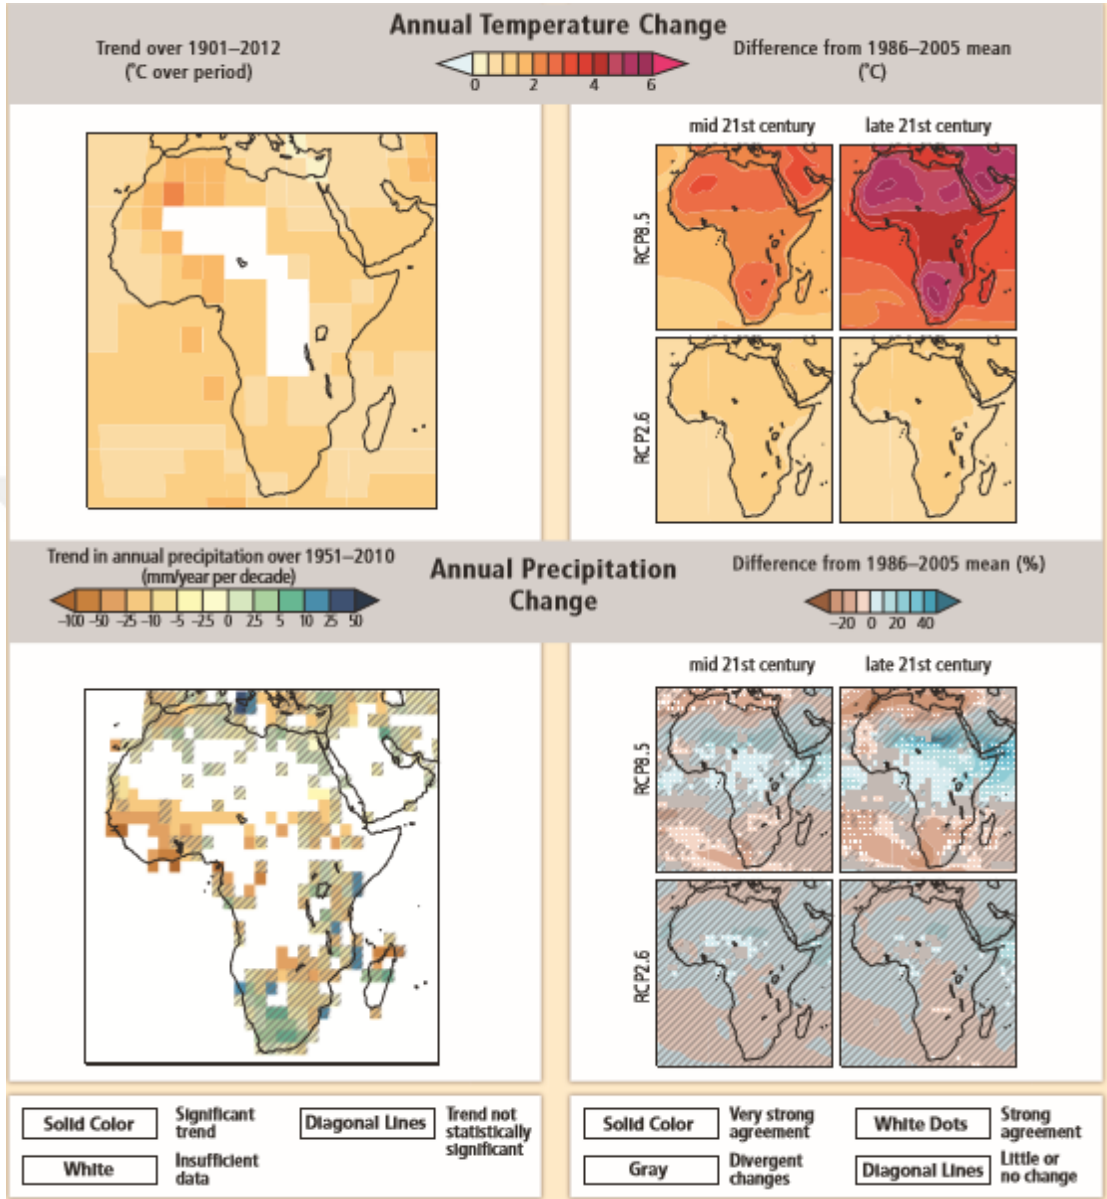 Annual Temperature Change
Trend over 1901–2012
(°C over period)
0 2 4 6
Difference from 1986–2005 mean
(°C)
mid 21st century
late 21st century
RCP8.5
RCP2.6
Annual Precipitation
Change
Trend in annual precipitation over 1951–2010
(mm/year per decade)
–100 –50 –25 –10 –5 –2.5 0 2.5 5 10 25 50
Difference from 1986–2005 mean (%)
–20 0 20 40
mid 21st century
late 21st century
RCP8.5
RCP2.6
Solid Color
Significant
trend
Diagonal Lines
Trend not
statistically
significant
White
Insufficient
data
Solid Color
Very strong
agreement
White Dots
Strong
agreement
Gray
Divergent
changes
Diagonal Lines
Little or
no change